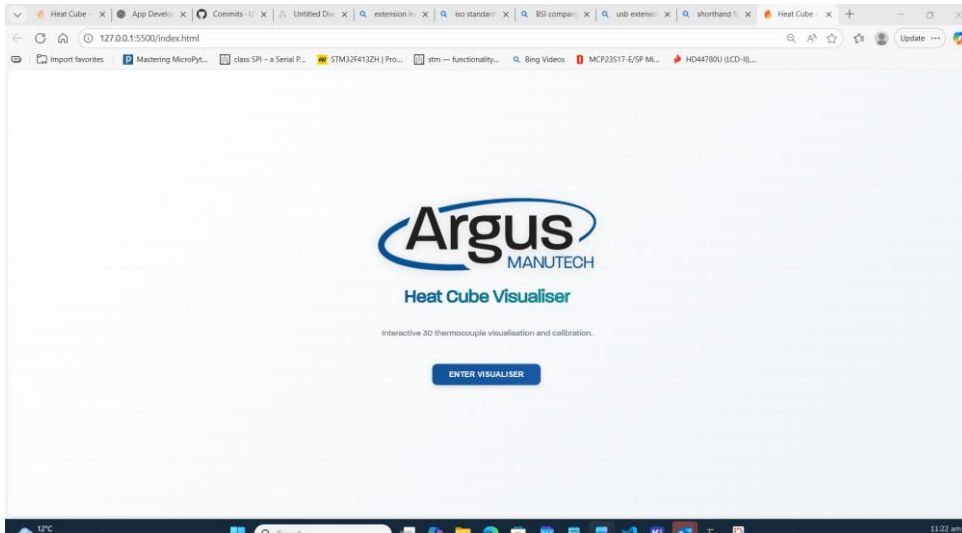 Heat Cube -
App Develo
Commits · U
Untitled Dia
extension le
iso standard
BSI compan
usb extensio
shorthand f
Heat Cube -
127.0.0.1:5500/index.html
Update
Import favorites
Mastering MicroPyt...
class SPI – a Serial P...
STM32F413ZH | Pro...
stm — functionality...
Bing Videos
MCP23S17-E/SP Mi...
HD44780U (LCD-II),...
Argus
MANUTECH
Heat Cube Visualiser
Interactive 3D thermocouple visualisation and calibration.
ENTER VISUALISER
12°C
Search
11:22 am